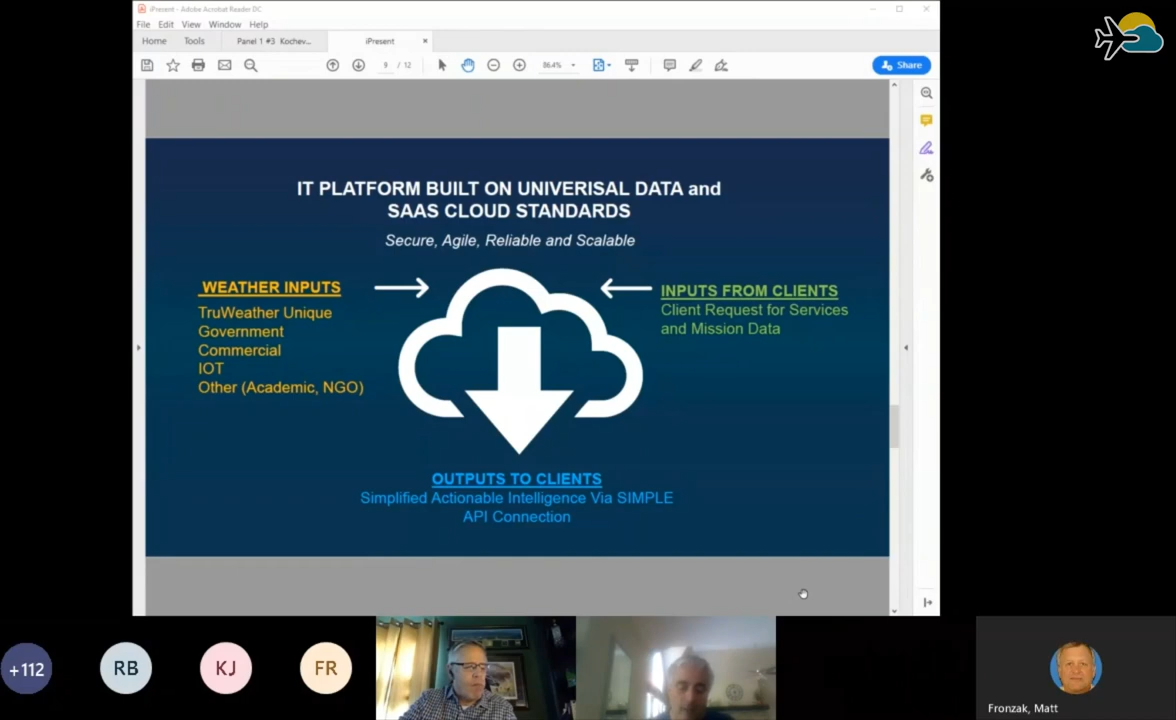 iPresent - Adobe Acrobat Reader DC
File Edit View Window Help
Home Tools Panel 1 #3 Kochev... iPresent
9 / 12 86.4% Share
IT PLATFORM BUILT ON UNIVERISAL DATA and
SAAS CLOUD STANDARDS
Secure, Agile, Reliable and Scalable
WEATHER INPUTS
TruWeather Unique
Government
Commercial
IOT
Other (Academic, NGO)
INPUTS FROM CLIENTS
Client Request for Services
and Mission Data
OUTPUTS TO CLIENTS
Simplified Actionable Intelligence Via SIMPLE
API Connection
+112 RB KJ FR
Fronzak, Matt